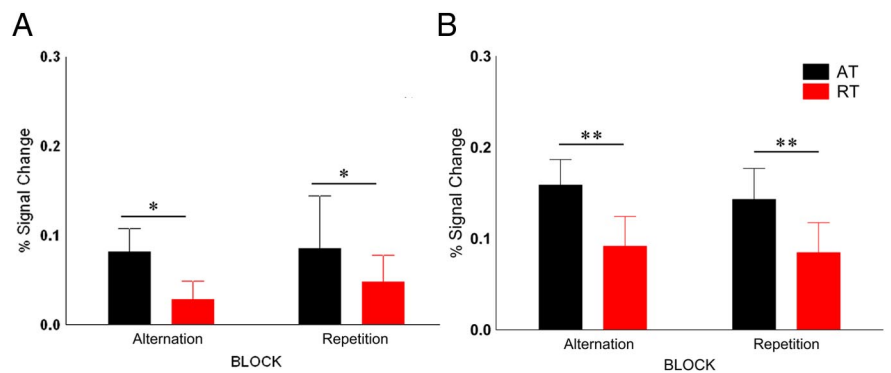 A
B
0.3
0.2
0.1
0.0
% Signal Change
*
*
Alternation
Repetition
BLOCK
0.3
0.2
0.1
0.0
% Signal Change
AT
RT
**
**
Alternation
Repetition
BLOCK